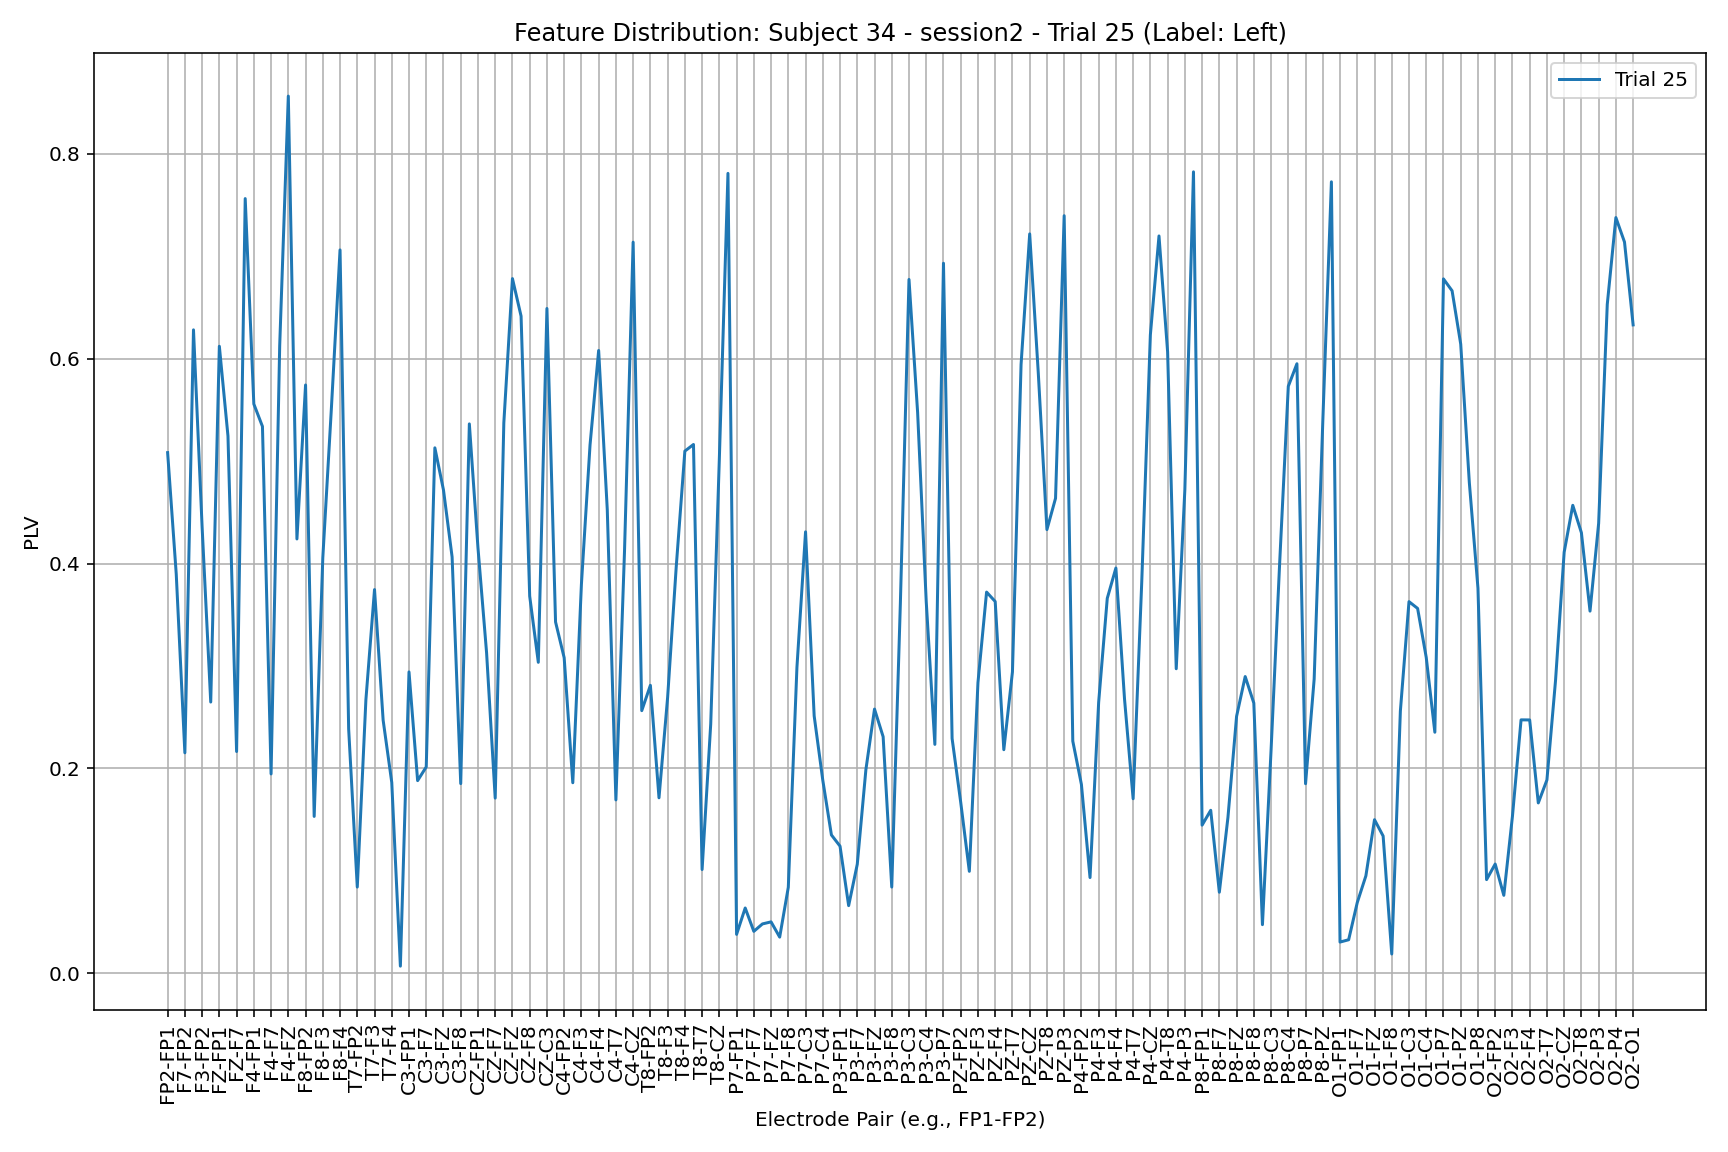 Feature Distribution: Subject 34 - session2 - Trial 25 (Label: Left)
Trial 25
PLV
0.8
0.6
0.4
0.2
0.0
FP2-FP1
F7-FP2
F3-FP2
FZ-FP1
FZ-F7
F4-FP1
F4-F7
F4-FZ
F8-FP2
F8-F3
F8-F4
T7-FP2
T7-F3
T7-F4
C3-FP1
C3-F7
C3-FZ
C3-F8
CZ-FP1
CZ-F7
CZ-FZ
CZ-F8
CZ-C3
C4-FP2
C4-F3
C4-F4
C4-T7
C4-CZ
T8-FP2
T8-F3
T8-F4
T8-T7
T8-CZ
P7-FP1
P7-F7
P7-FZ
P7-F8
P7-C3
P7-C4
P3-FP1
P3-F7
P3-FZ
P3-F8
P3-C3
P3-C4
P3-P7
PZ-FP2
PZ-F3
PZ-F4
PZ-T7
PZ-CZ
PZ-T8
PZ-P3
P4-FP2
P4-F3
P4-F4
P4-T7
P4-CZ
P4-T8
P4-P3
P8-FP1
P8-F7
P8-FZ
P8-F8
P8-C3
P8-C4
P8-P7
P8-PZ
O1-FP1
O1-F7
O1-FZ
O1-F8
O1-C3
O1-C4
O1-P7
O1-PZ
O1-P8
O2-FP2
O2-F3
O2-F4
O2-T7
O2-CZ
O2-T8
O2-P3
O2-P4
O2-O1
Electrode Pair (e.g., FP1-FP2)